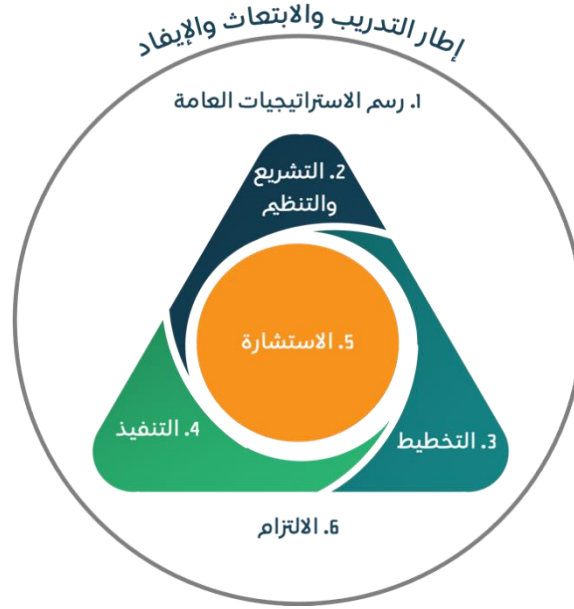 إطار التدريب والابتعاث والإيفاد
1. رسم الاستراتيجيات العامة
2. التشريع
والتنظيم
5. الاستشارة
3. التخطيط
4. التنفيذ
6. الالتزام